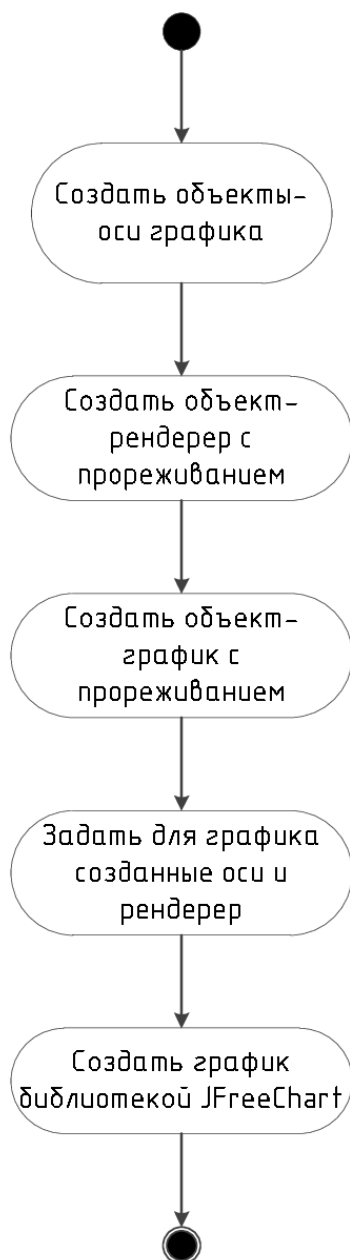 Создать объекты-
оси графика
Создать объект-
рендерер с
прореживанием
Создать объект-
график с
прореживанием
Задать для графика
созданные оси и
рендерер
Создать график
библиотекой JFreeChart